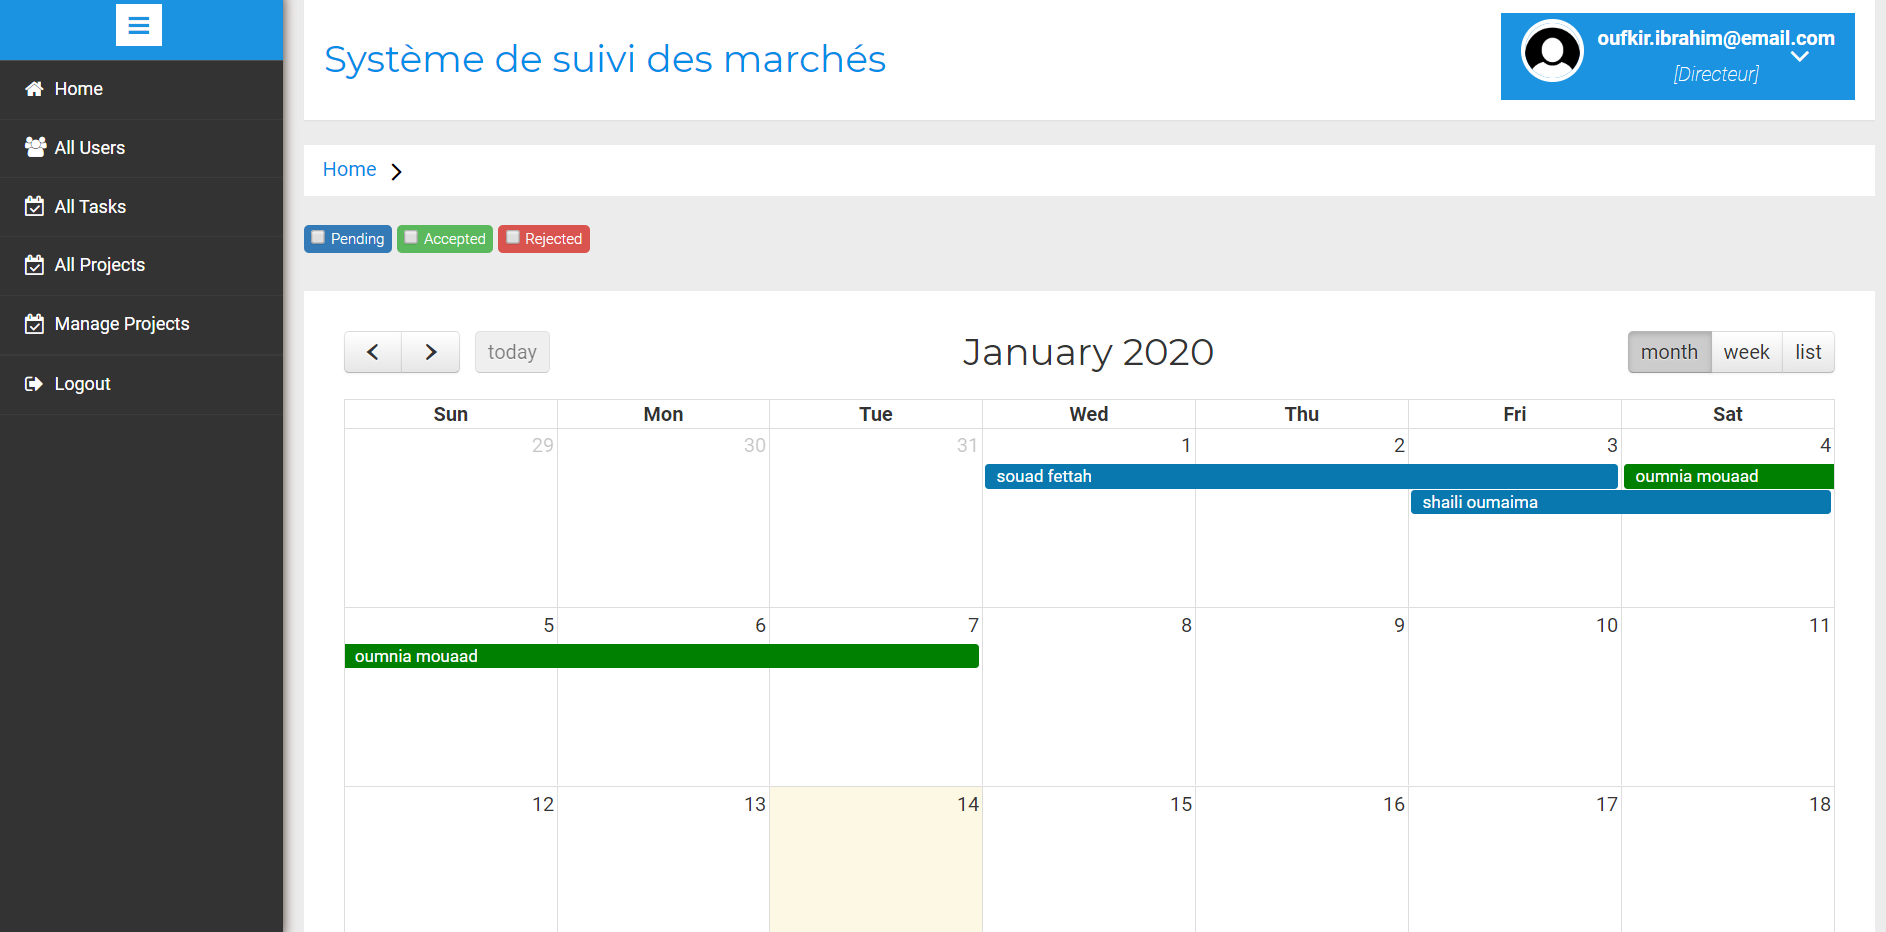 Home
All Users
All Tasks
All Projects
Manage Projects
Logout
Système de suivi des marchés
oufkir.ibrahim@email.com
[Directeur]
Home
Pending Accepted Rejected
today January 2020 month week list
Sun Mon Tue Wed Thu Fri Sat
29 30 31 1 2 3 4
souad fettah oumnia mouaad
shaili oumaima
5 6 7 8 9 10 11
oumnia mouaad
12 13 14 15 16 17 18